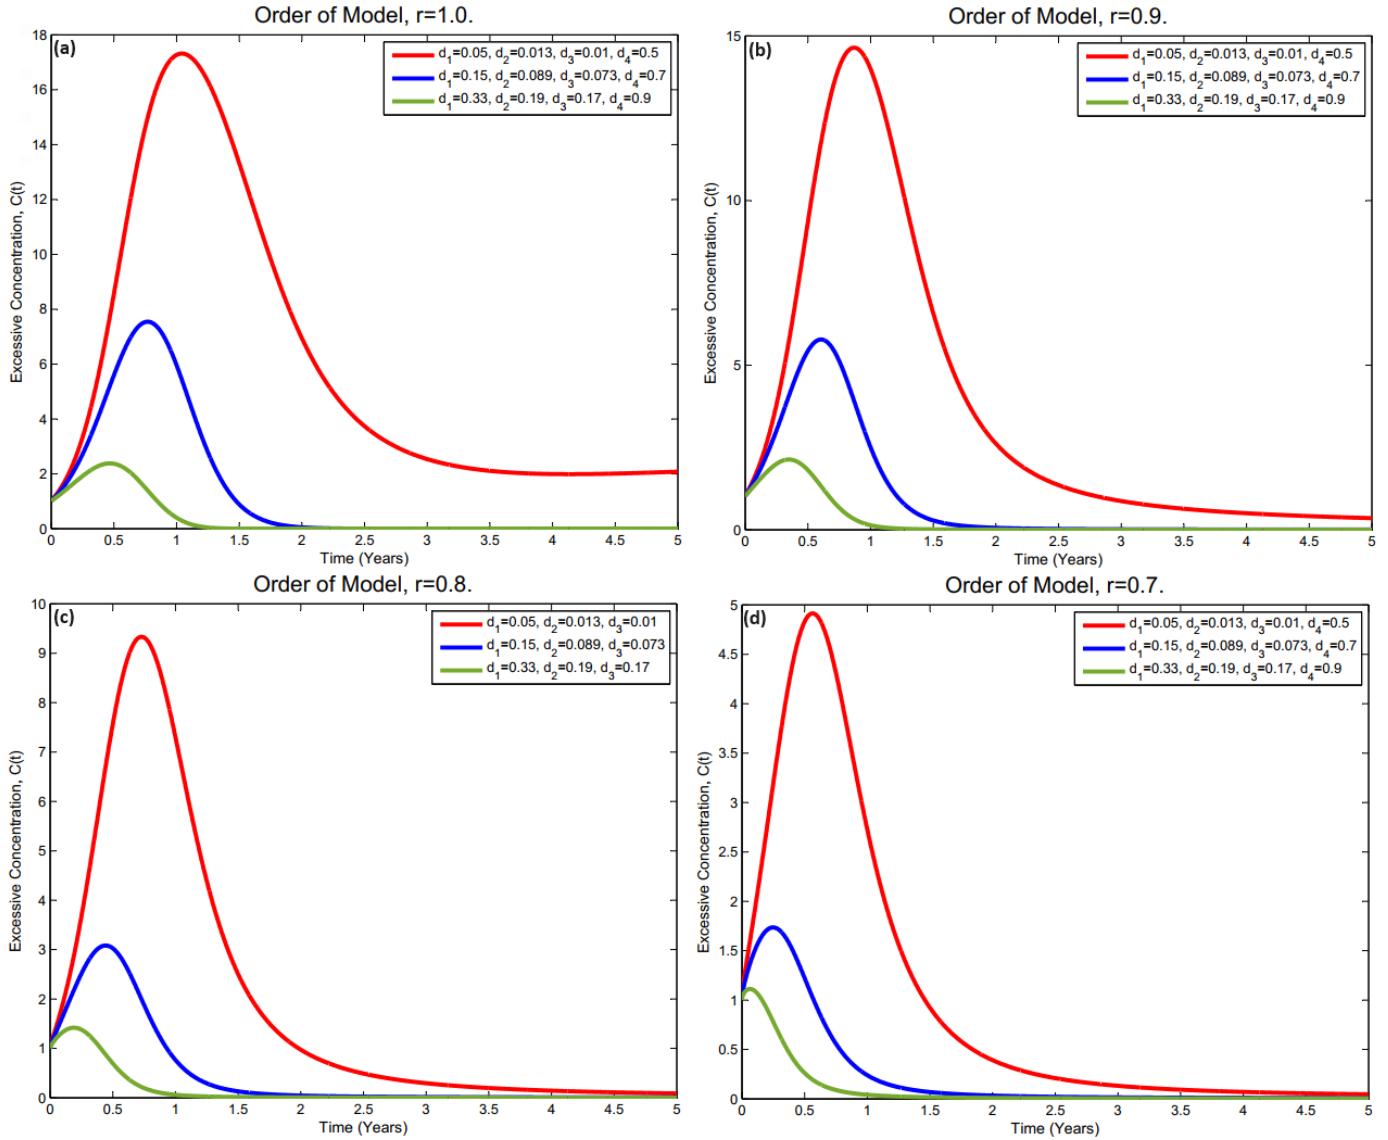 Order of Model, r=1.0.
(a)
d1=0.05, d2=0.013, d3=0.01, d4=0.5
d1=0.15, d2=0.089, d3=0.073, d4=0.7
d1=0.33, d2=0.19, d3=0.17, d4=0.9
Excessive Concentration, C(t)
18
16
14
12
10
8
6
4
2
0
0 0.5 1 1.5 2 2.5 3 3.5 4 4.5 5
Time (Years)
Order of Model, r=0.9.
(b)
d1=0.05, d2=0.013, d3=0.01, d4=0.5
d1=0.15, d2=0.089, d3=0.073, d4=0.7
d1=0.33, d2=0.19, d3=0.17, d4=0.9
Excessive Concentration, C(t)
15
10
5
0
0 0.5 1 1.5 2 2.5 3 3.5 4 4.5 5
Time (Years)
Order of Model, r=0.8.
(c)
d1=0.05, d2=0.013, d3=0.01
d1=0.15, d2=0.089, d3=0.073
d1=0.33, d2=0.19, d3=0.17
Excessive Concentration, C(t)
10
9
8
7
6
5
4
3
2
1
0
0 0.5 1 1.5 2 2.5 3 3.5 4 4.5 5
Time (Years)
Order of Model, r=0.7.
(d)
d1=0.05, d2=0.013, d3=0.01, d4=0.5
d1=0.15, d2=0.089, d3=0.073, d4=0.7
d1=0.33, d2=0.19, d3=0.17, d4=0.9
Excessive Concentration, C(t)
5
4.5
4
3.5
3
2.5
2
1.5
1
0.5
0
0 0.5 1 1.5 2 2.5 3 3.5 4 4.5 5
Time (Years)